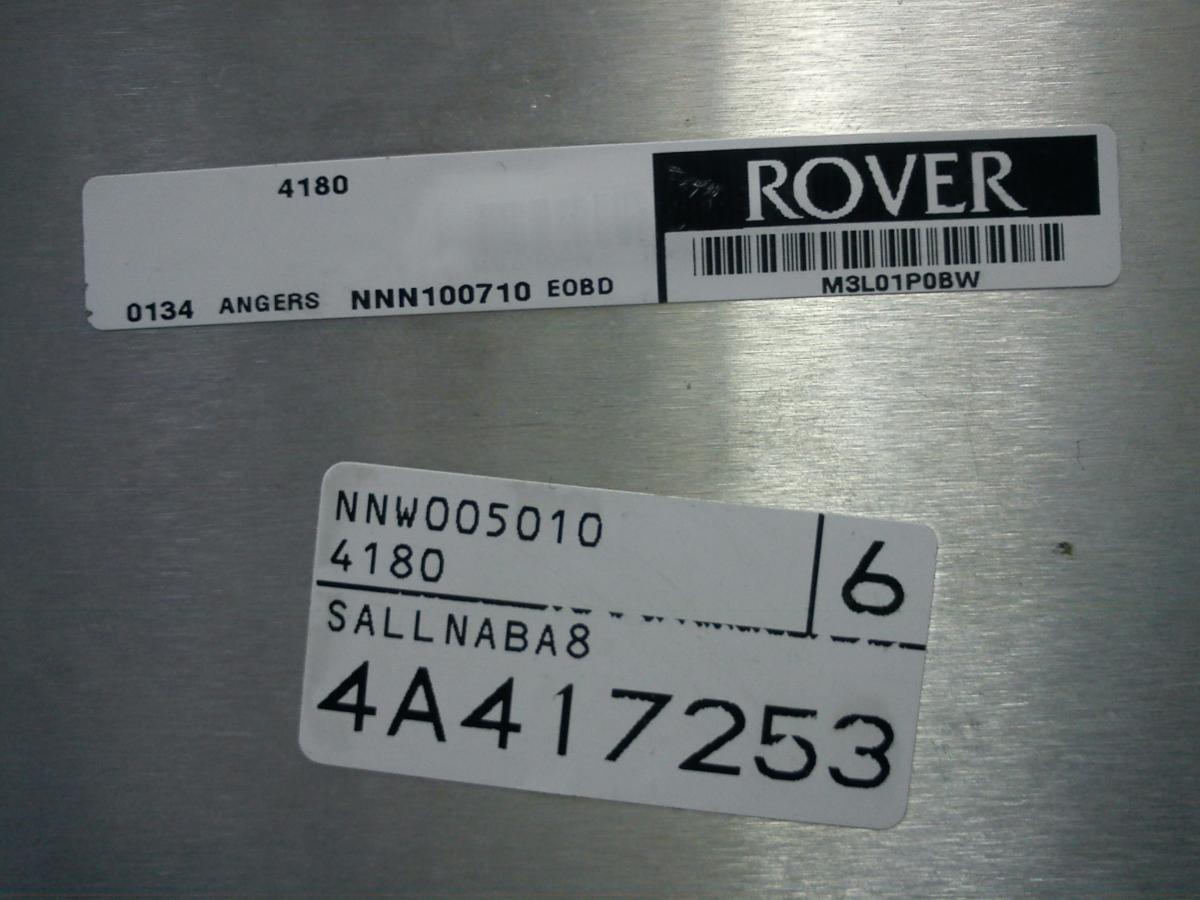 4180
ROVER
M3L01P0BW
0134 ANGERS NNN100710 EOBD
NNW005010
4180
6
SALLNABA8
4A417253